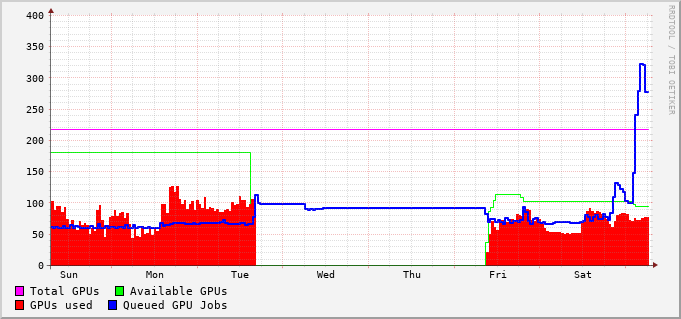 400
350
300
250
200
150
100
50
0
Sun Mon Tue Wed Thu Fri Sat
Total GPUs Available GPUs
GPUs used Queued GPU Jobs
RRDTOOL / TOBI OETIKER